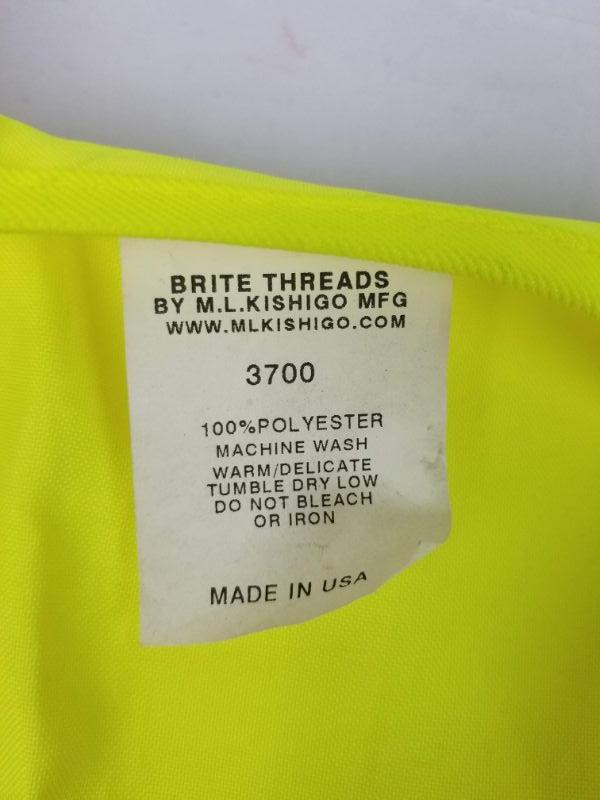 BRITE THREADS
BY M.L.KISHIGO MFG
WWW.MLKISHIGO.COM
3700
100%POLYESTER
MACHINE WASH
WARM/DELICATE
TUMBLE DRY LOW
DO NOT BLEACH
OR IRON
MADE IN USA